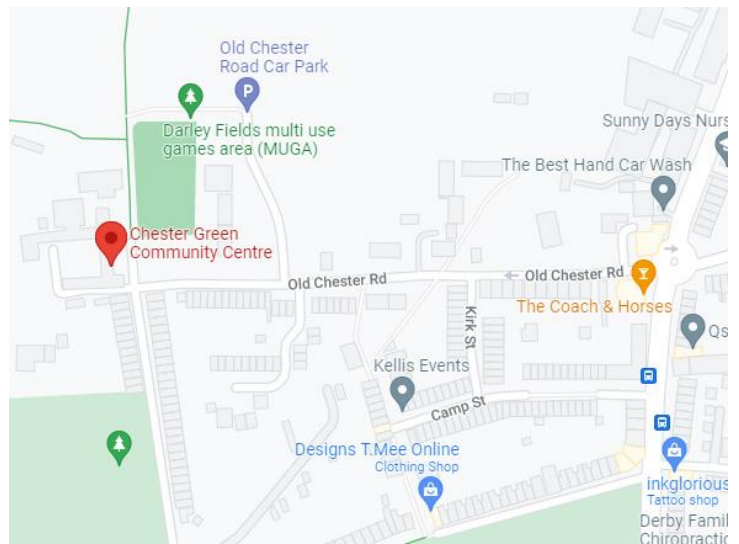 Old Chester
Road Car Park
Darley Fields multi use
games area (MUGA)
Sunny Days Nurs
The Best Hand Car Wash
Chester Green
Community Centre
Old Chester Rd
Old Chester Rd
The Coach & Horses
Kirk St
Qs
Kellis Events
Camp St
Designs T.Mee Online
Clothing Shop
inkglorious
Tattoo shop
Derby Famil
Chiropractic